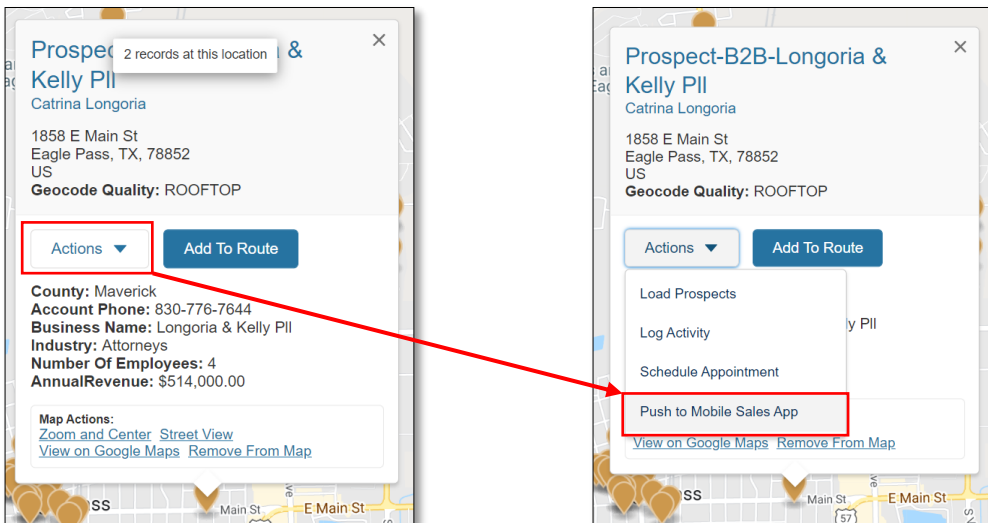 Prospec
2 records at this location
&
Kelly Pll
Catrina Longoria
1858 E Main St
Eagle Pass, TX, 78852
US
Geocode Quality: ROOFTOP
Actions
Add To Route
County: Maverick
Account Phone: 830-776-7644
Business Name: Longoria & Kelly Pll
Industry: Attorneys
Number Of Employees: 4
AnnualRevenue: $514,000.00
Map Actions:
Zoom and Center Street View
View on Google Maps Remove From Map
SS
Main St
E Main St
Prospect-B2B-Longoria &
Kelly Pll
Catrina Longoria
1858 E Main St
Eagle Pass, TX, 78852
US
Geocode Quality: ROOFTOP
Actions
Add To Route
Load Prospects
Log Activity
ly Pll
Schedule Appointment
Push to Mobile Sales App
View on Google Maps Remove From Map
SS
Main St
E Main St
57